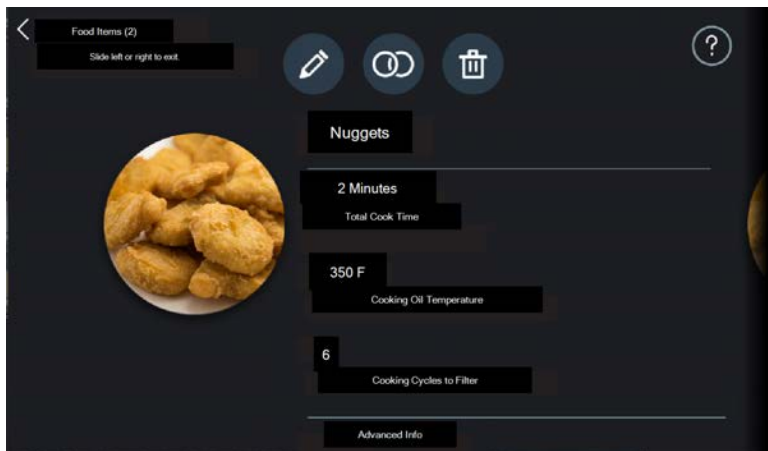 Food Items (2)
Slide left or right to exit.
?
Nuggets
2 Minutes
Total Cook Time
350 F
Cooking Oil Temperature
6
Cooking Cycles to Filter
Advanced Info